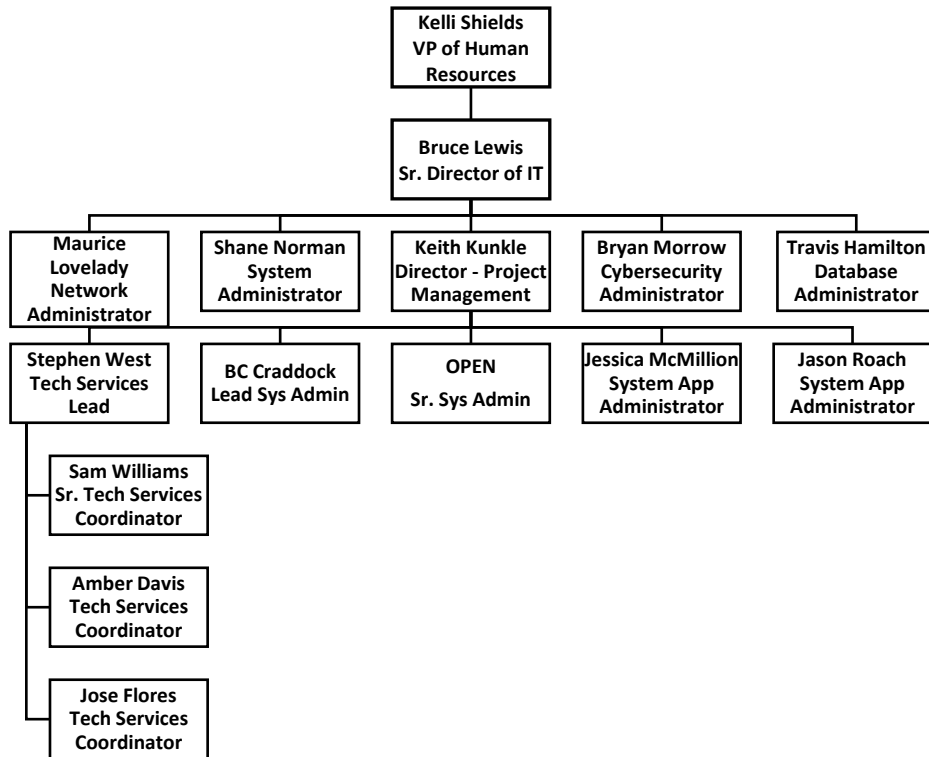 Kelli Shields
VP of Human
Resources
Bruce Lewis
Sr. Director of IT
Maurice
Lovelady
Network
Administrator
Shane Norman
System
Administrator
Keith Kunkle
Director - Project
Management
Bryan Morrow
Cybersecurity
Administrator
Travis Hamilton
Database
Administrator
Stephen West
Tech Services
Lead
BC Craddock
Lead Sys Admin
OPEN
Sr. Sys Admin
Jessica McMillion
System App
Administrator
Jason Roach
System App
Administrator
Sam Williams
Sr. Tech Services
Coordinator
Amber Davis
Tech Services
Coordinator
Jose Flores
Tech Services
Coordinator